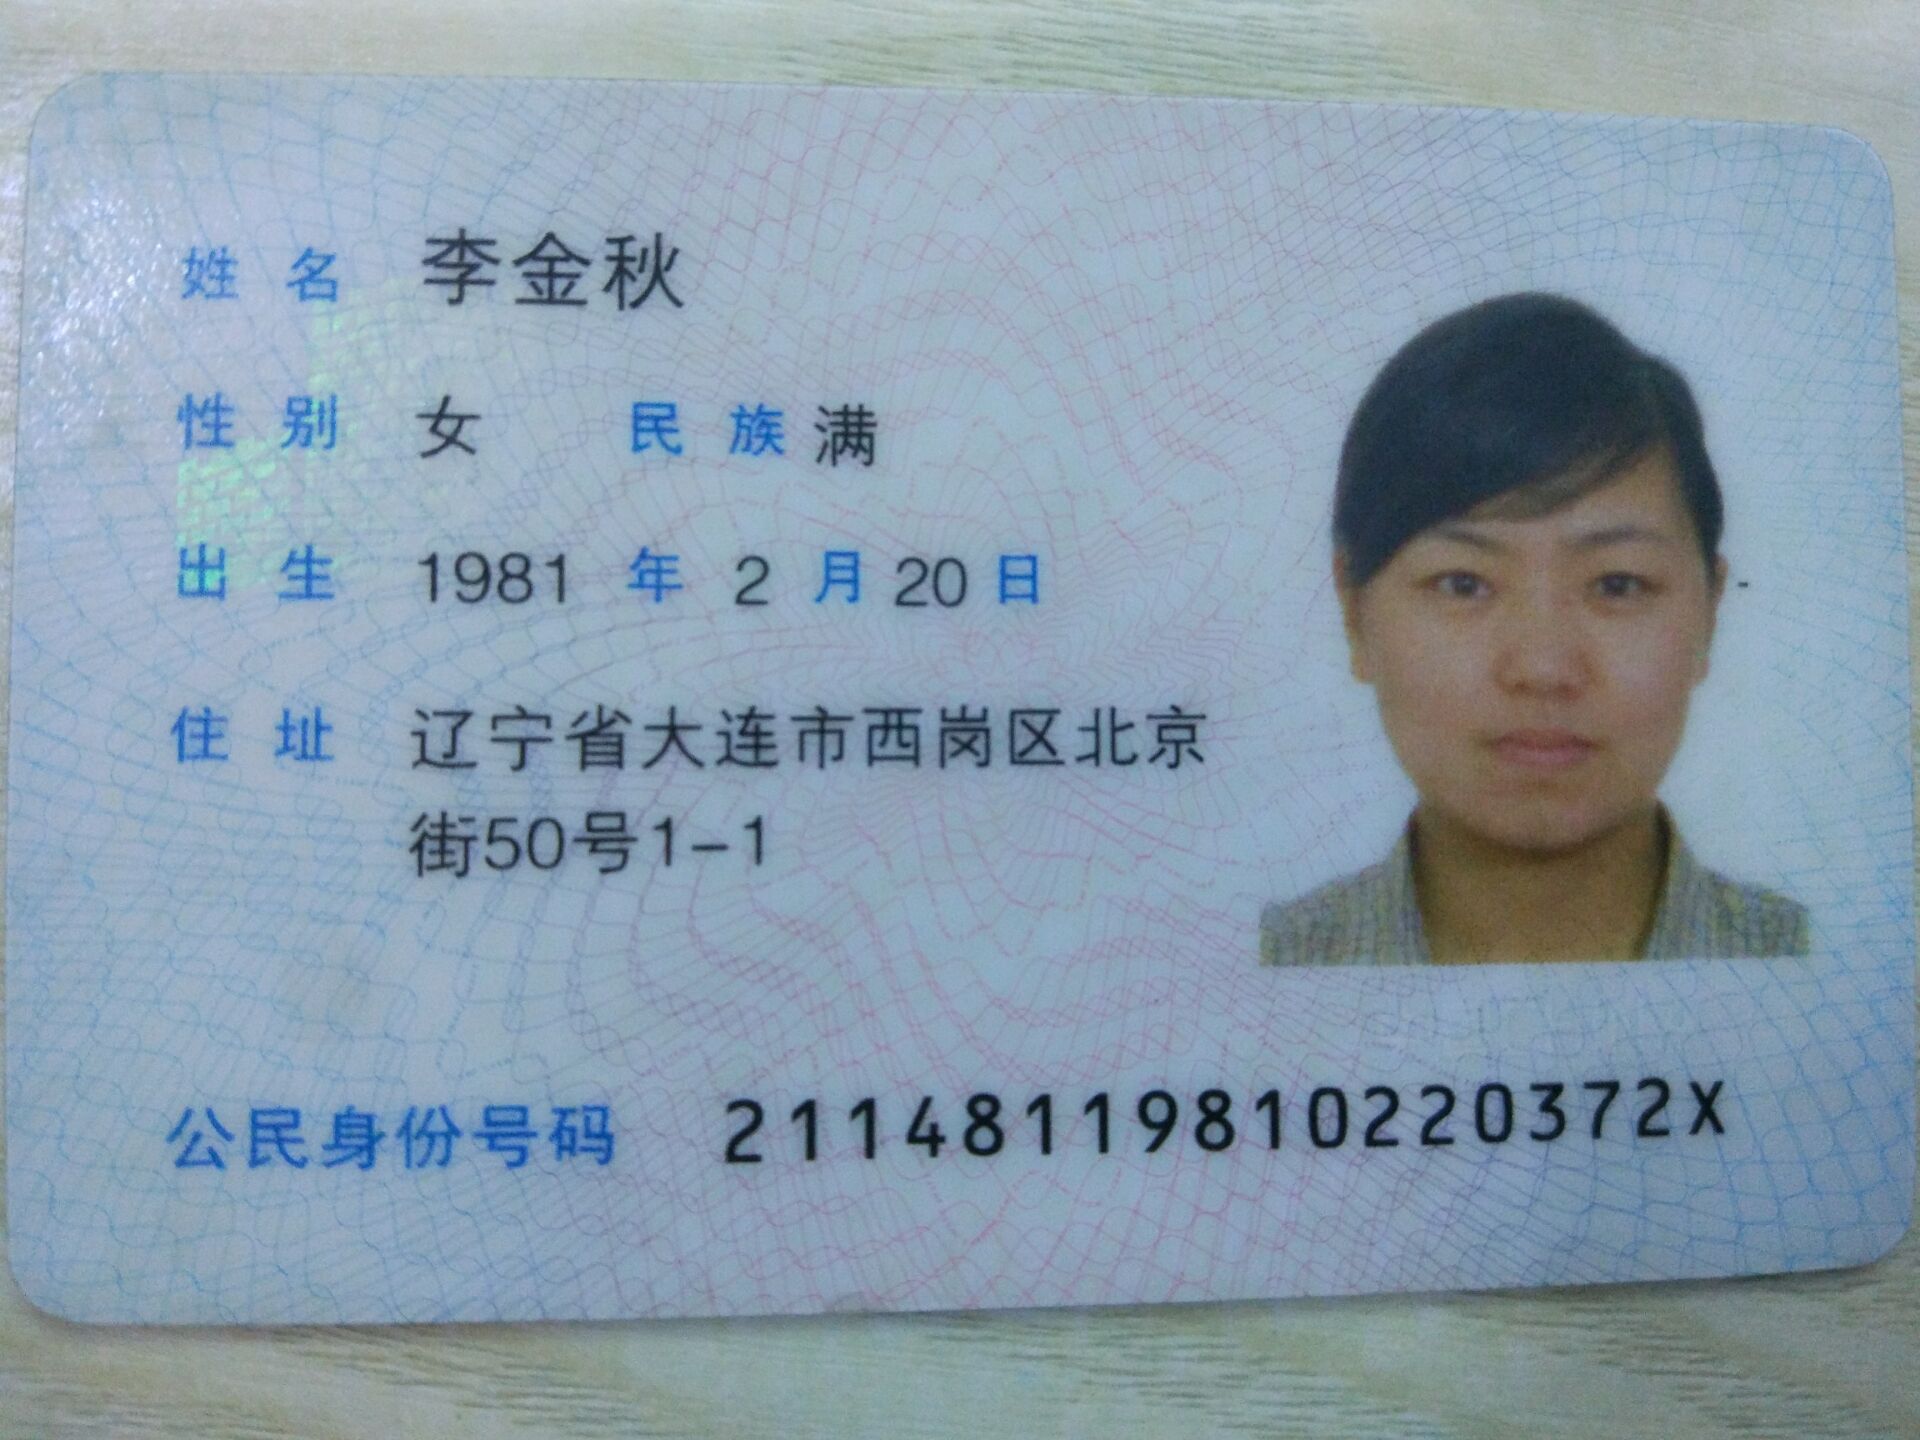 姓名 李金秋
性别 女 民族 满
出生 1981 年 2 月 20 日
住址 辽宁省大连市西岗区北京
街50号1-1
公民身份号码 21148119810220372X